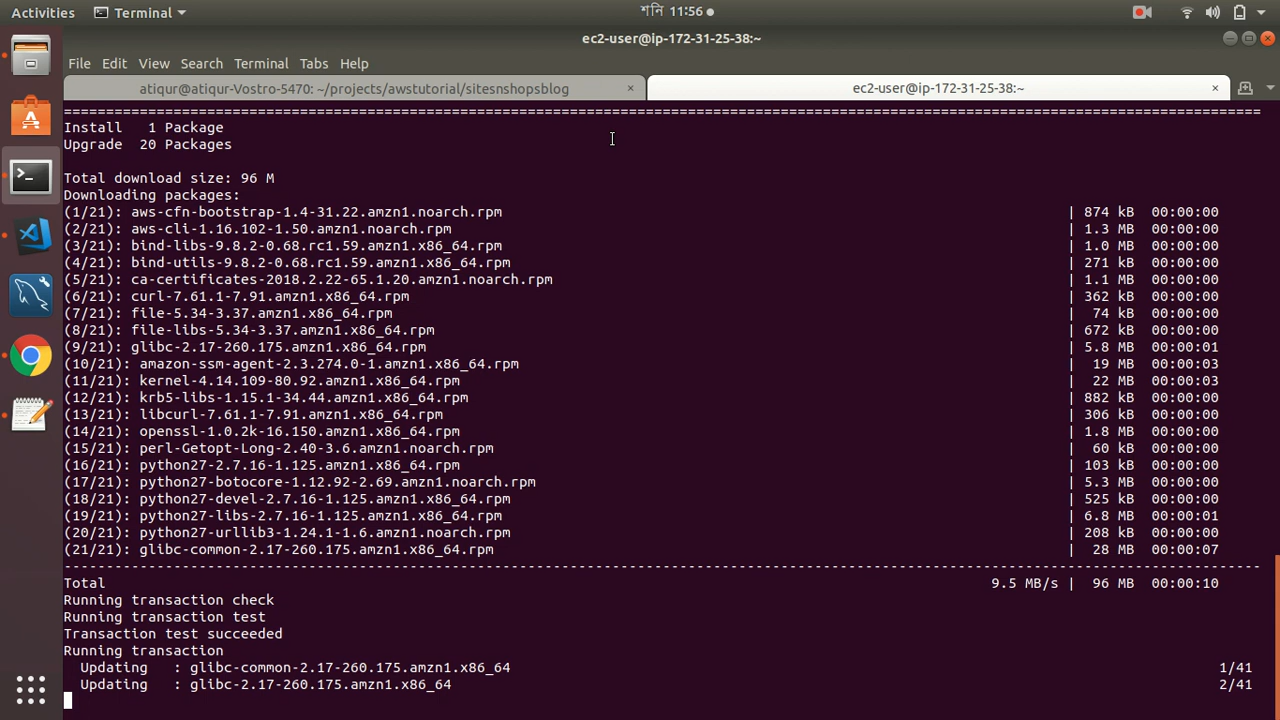 Activities Terminal শনি 11:56
ec2-user@ip-172-31-25-38:~
File Edit View Search Terminal Tabs Help
atiqur@atiqur-Vostro-5470: ~/projects/awstutorial/sitesnshopsblog × ec2-user@ip-172-31-25-38:~ ×
================================================================================
Install 1 Package
Upgrade 20 Packages
Total download size: 96 M
Downloading packages:
(1/21): aws-cfn-bootstrap-1.4-31.22.amzn1.noarch.rpm | 874 kB 00:00:00
(2/21): aws-cli-1.16.102-1.50.amzn1.noarch.rpm | 1.3 MB 00:00:00
(3/21): bind-libs-9.8.2-0.68.rc1.59.amzn1.x86_64.rpm | 1.0 MB 00:00:00
(4/21): bind-utils-9.8.2-0.68.rc1.59.amzn1.x86_64.rpm | 271 kB 00:00:00
(5/21): ca-certificates-2018.2.22-65.1.20.amzn1.noarch.rpm | 1.1 MB 00:00:00
(6/21): curl-7.61.1-7.91.amzn1.x86_64.rpm | 362 kB 00:00:00
(7/21): file-5.34-3.37.amzn1.x86_64.rpm | 74 kB 00:00:00
(8/21): file-libs-5.34-3.37.amzn1.x86_64.rpm | 672 kB 00:00:00
(9/21): glibc-2.17-260.175.amzn1.x86_64.rpm | 5.8 MB 00:00:01
(10/21): amazon-ssm-agent-2.3.274.0-1.amzn1.x86_64.rpm | 19 MB 00:00:03
(11/21): kernel-4.14.109-80.92.amzn1.x86_64.rpm | 22 MB 00:00:03
(12/21): krb5-libs-1.15.1-34.44.amzn1.x86_64.rpm | 882 kB 00:00:00
(13/21): libcurl-7.61.1-7.91.amzn1.x86_64.rpm | 306 kB 00:00:00
(14/21): openssl-1.0.2k-16.150.amzn1.x86_64.rpm | 1.8 MB 00:00:00
(15/21): perl-Getopt-Long-2.40-3.6.amzn1.noarch.rpm | 60 kB 00:00:00
(16/21): python27-2.7.16-1.125.amzn1.x86_64.rpm | 103 kB 00:00:00
(17/21): python27-botocore-1.12.92-2.69.amzn1.noarch.rpm | 5.3 MB 00:00:00
(18/21): python27-devel-2.7.16-1.125.amzn1.x86_64.rpm | 525 kB 00:00:00
(19/21): python27-libs-2.7.16-1.125.amzn1.x86_64.rpm | 6.8 MB 00:00:01
(20/21): python27-urllib3-1.24.1-1.6.amzn1.noarch.rpm | 208 kB 00:00:00
(21/21): glibc-common-2.17-260.175.amzn1.x86_64.rpm | 28 MB 00:00:07
--------------------------------------------------------------------------------
Total 9.5 MB/s | 96 MB 00:00:10
Running transaction check
Running transaction test
Transaction test succeeded
Running transaction
Updating : glibc-common-2.17-260.175.amzn1.x86_64 1/41
Updating : glibc-2.17-260.175.amzn1.x86_64 2/41